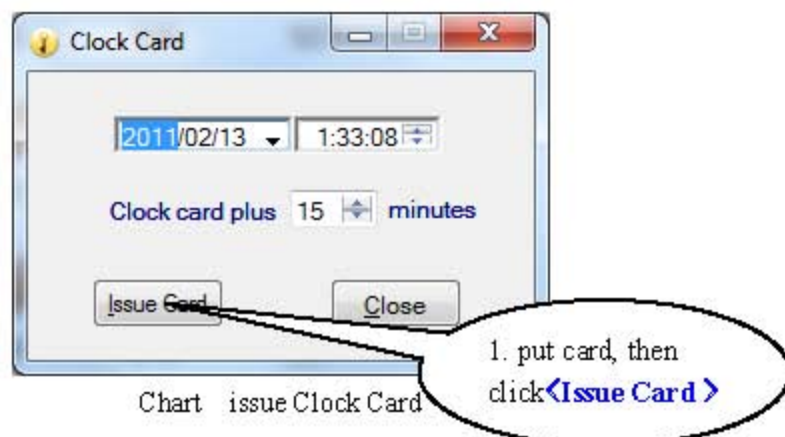 Clock Card
2011/02/13 1:33:08
Clock card plus 15 minutes
Issue Card Close
1. put card, then
click<Issue Card >
Chart issue Clock Card